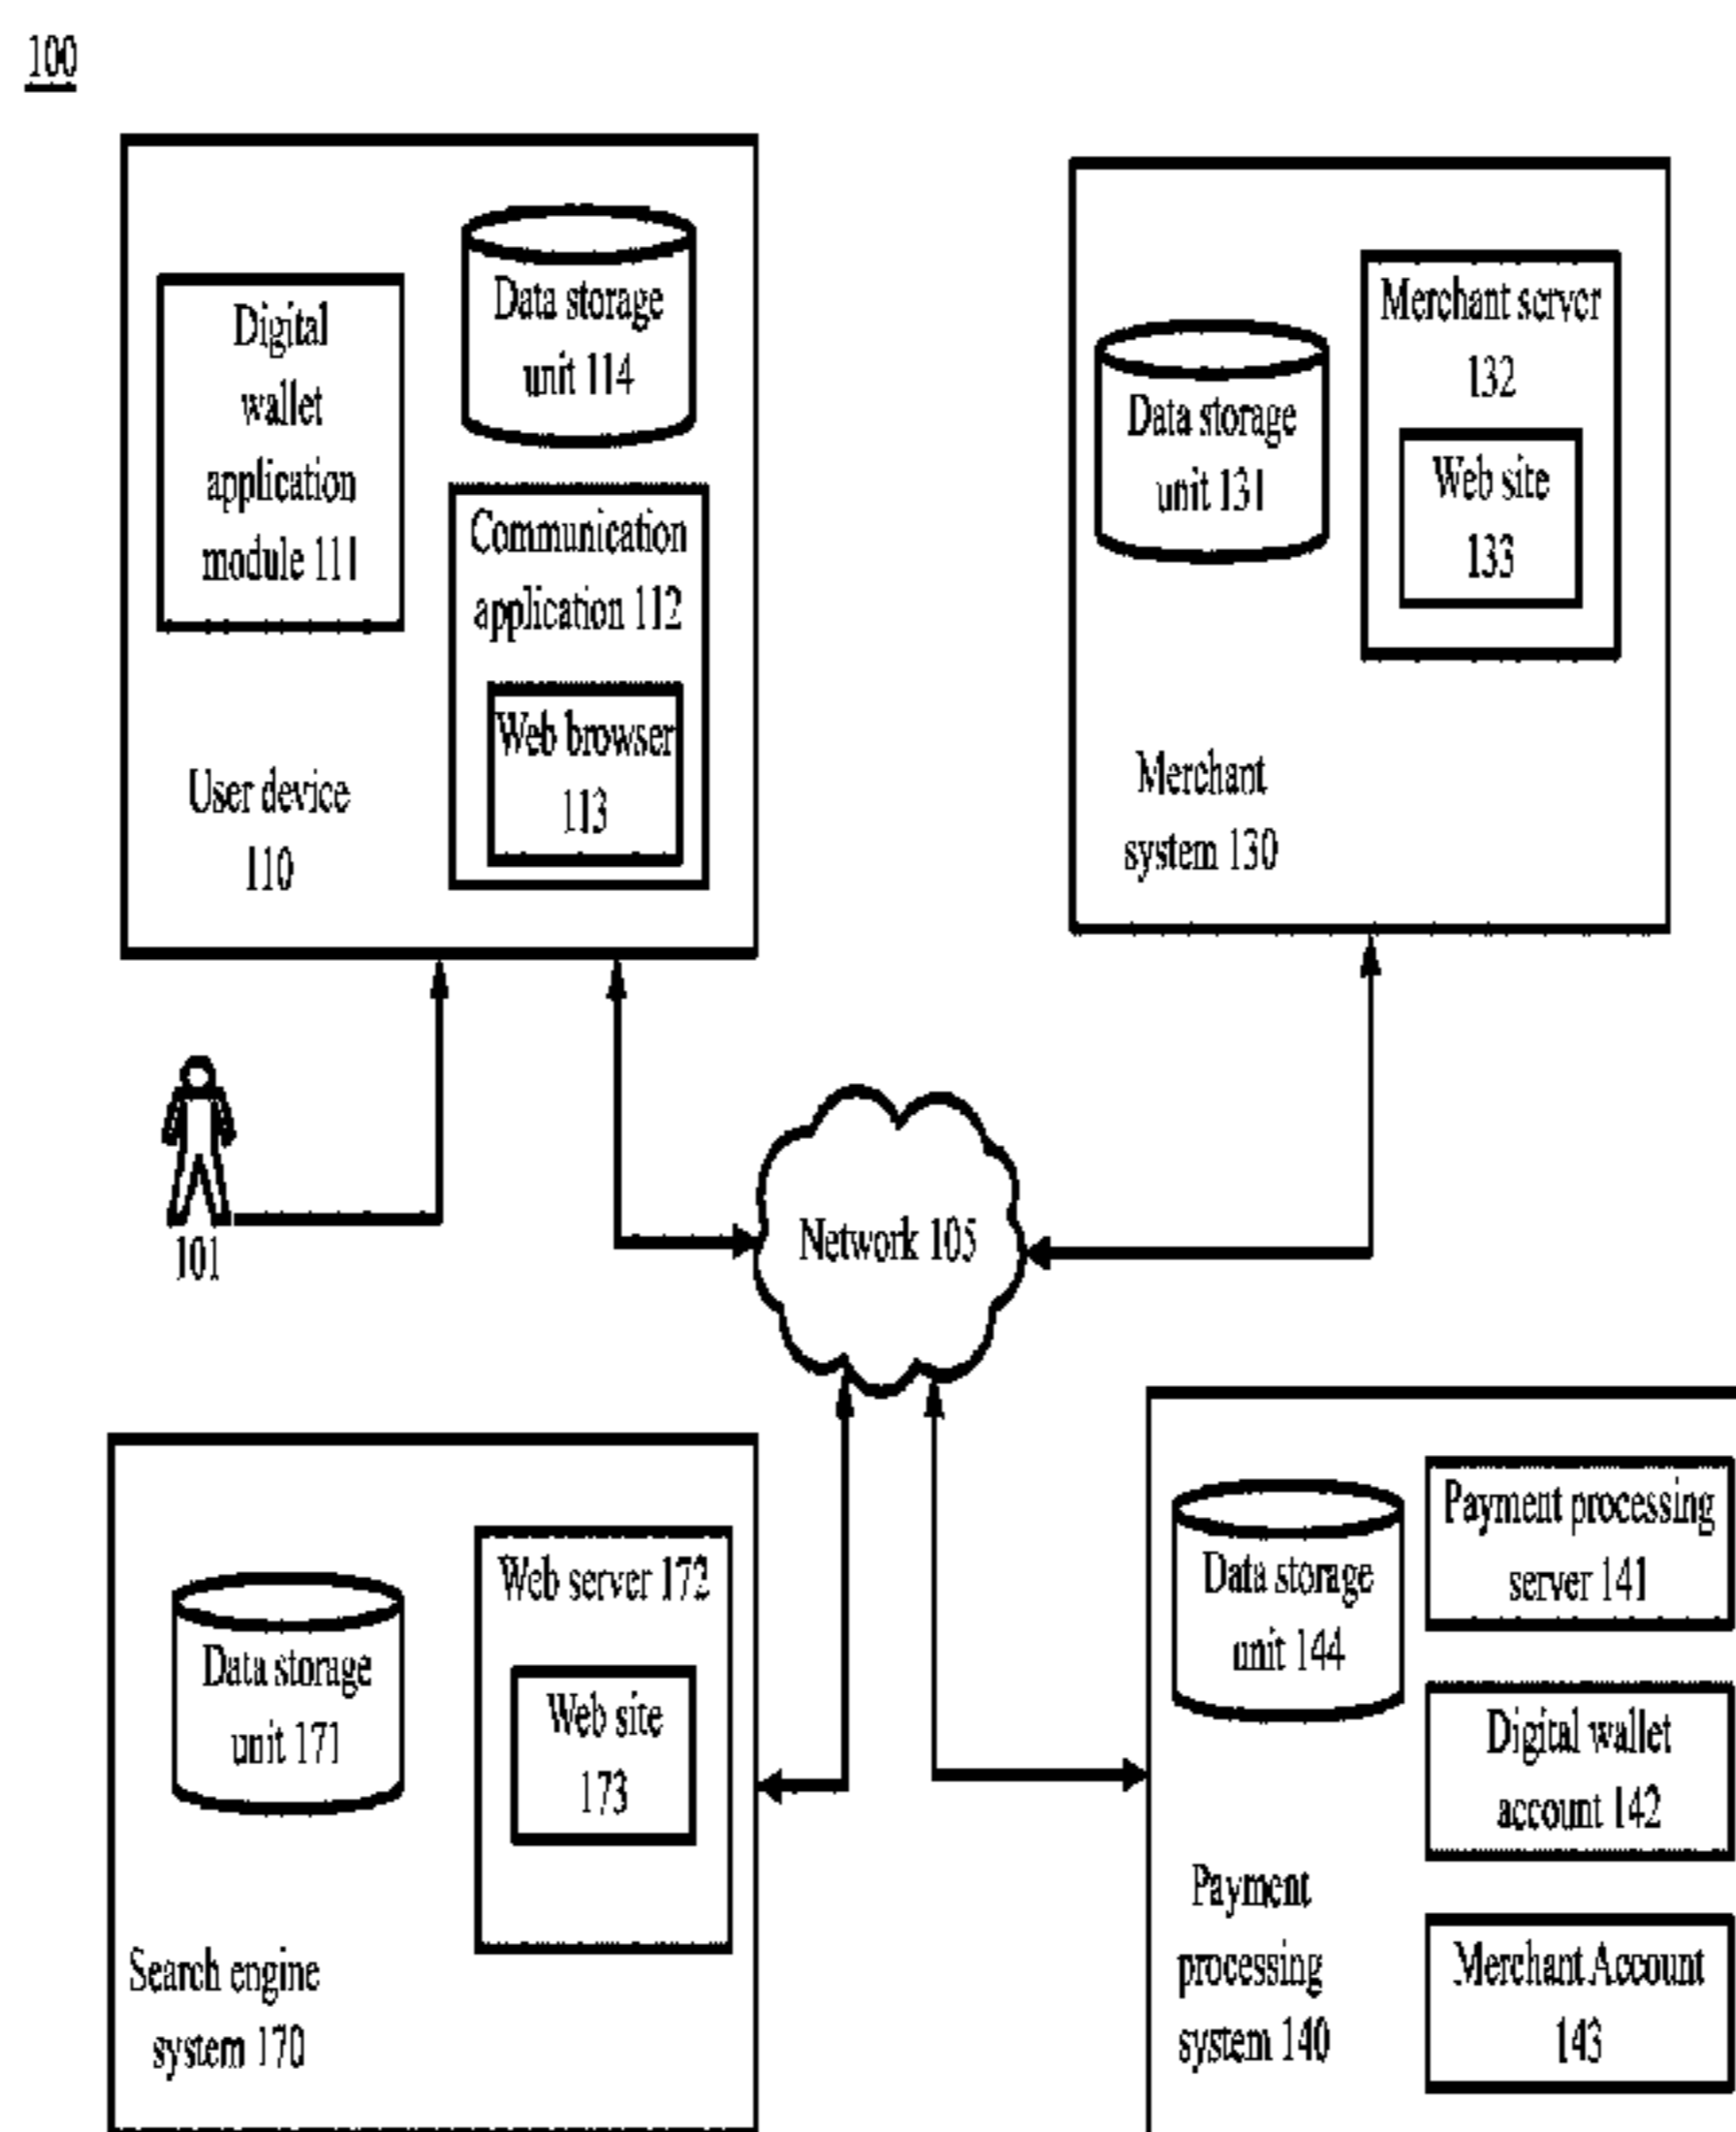 100
Digital
wallet
application
module 111
Data storage
unit 114
Communication
application 112
Web browser
113
User device
110
Data storage
unit 131
Merchant server
132
Web site
133
Merchant
system 130
101
Network 105
Data storage
unit 171
Web server 172
Web site
173
Search engine
system 170
Data storage
unit 144
Payment processing
server 141
Digital wallet
account 142
Merchant Account
143
Payment
processing
system 140